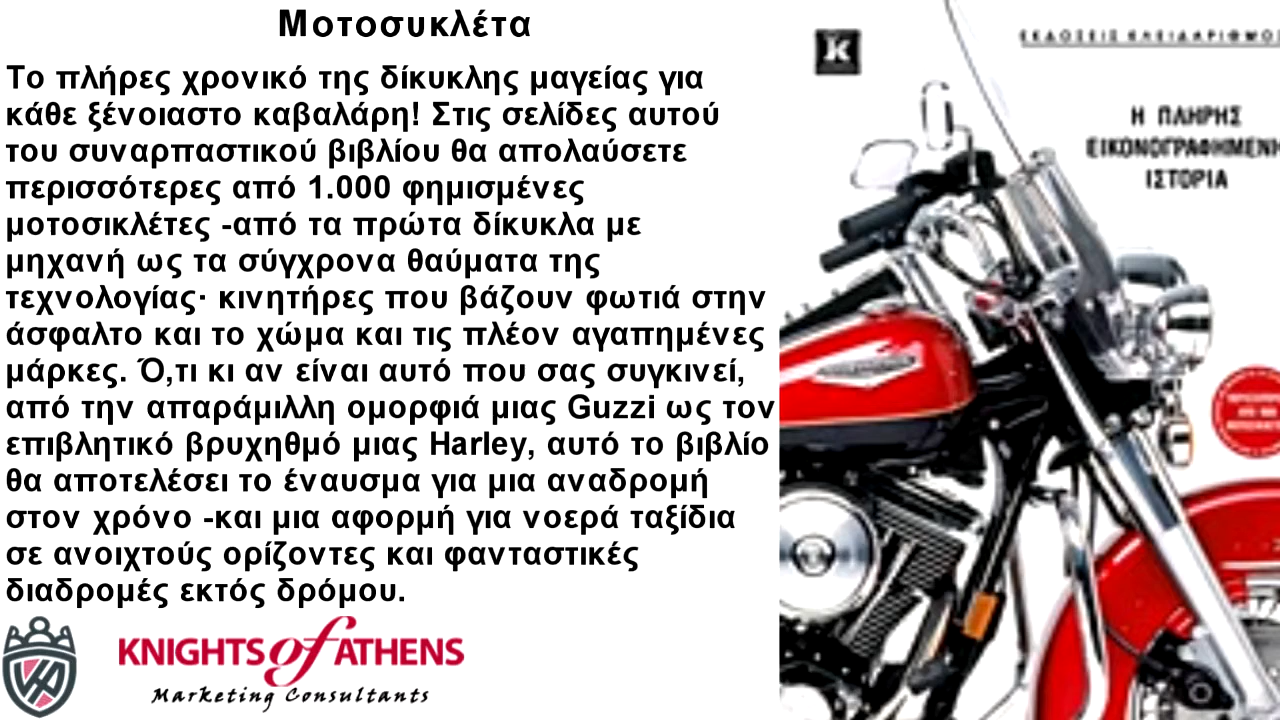 Μοτοσυκλέτα
Το πλήρες χρονικό της δίκυκλης μαγείας για
κάθε ξένοιαστο καβαλάρη! Στις σελίδες αυτού
του συναρπαστικού βιβλίου θα απολαύσετε
περισσότερες από 1.000 φημισμένες
μοτοσικλέτες -από τα πρώτα δίκυκλα με
μηχανή ως τα σύγχρονα θαύματα της
τεχνολογίας· κινητήρες που βάζουν φωτιά στην
άσφαλτο και το χώμα και τις πλέον αγαπημένες
μάρκες. Ό,τι κι αν είναι αυτό που σας συγκινεί,
από την απαράμιλλη ομορφιά μιας Guzzi ως τον
επιβλητικό βρυχηθμό μιας Harley, αυτό το βιβλίο
θα αποτελέσει το έναυσμα για μια αναδρομή
στον χρόνο -και μια αφορμή για νοερά ταξίδια
σε ανοιχτούς ορίζοντες και φανταστικές
διαδρομές εκτός δρόμου.
KNIGHTS of ATHENS
Marketing Consultants
K
ΕΚΔΟΣΕΙΣ ΚΛΕΙΔΑΡΙΘΜΟΣ
Η ΠΛΗΡΗΣ
ΕΙΚΟΝΟΓΡΑΦΗΜΕΝΗ
ΙΣΤΟΡΙΑ